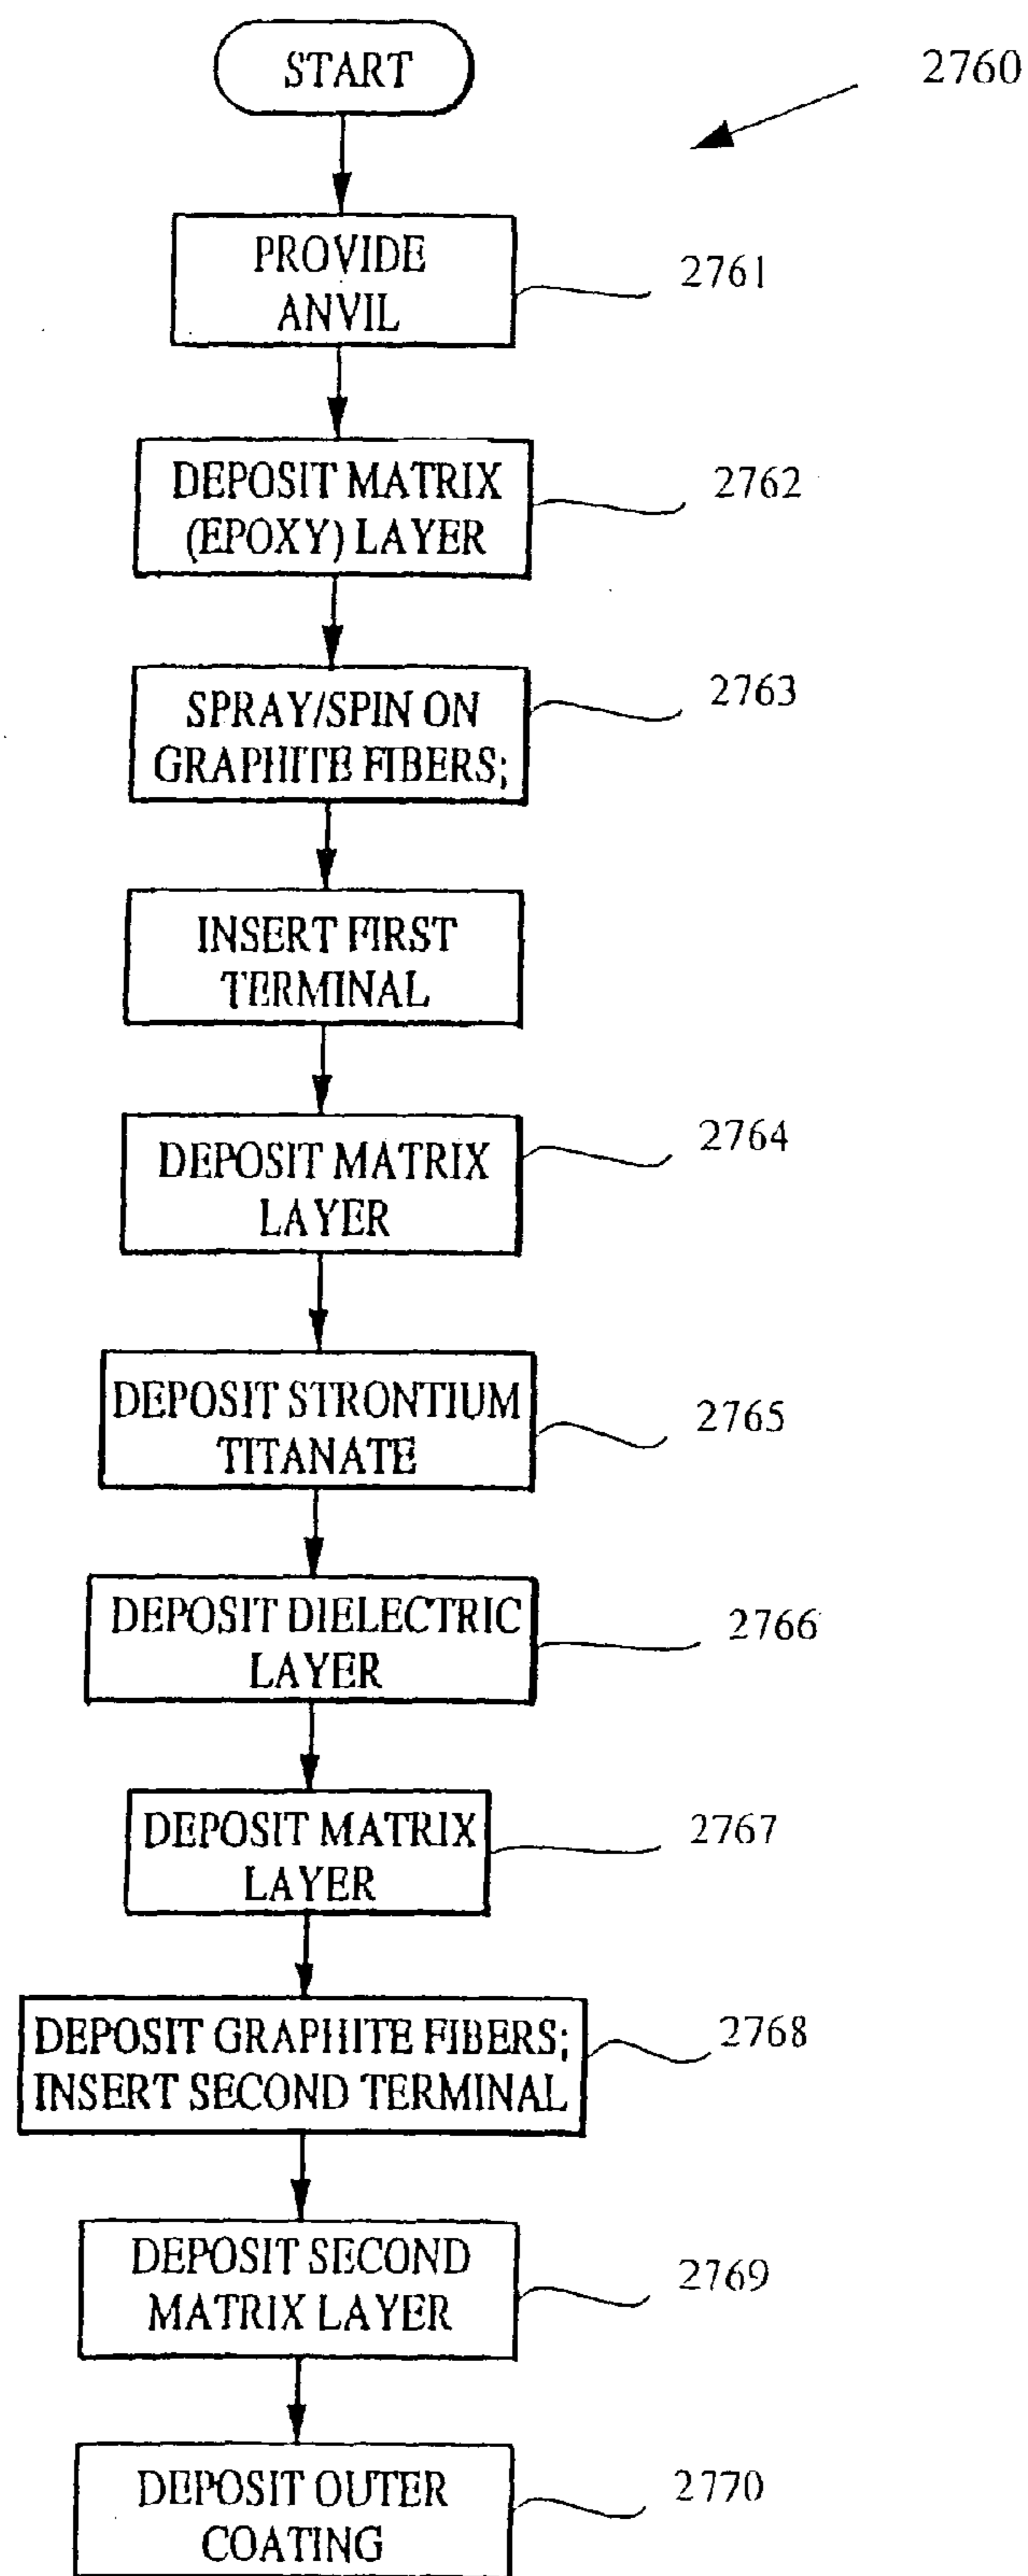 START
2760
PROVIDE
ANVIL
2761
DEPOSIT MATRIX
(EPOXY) LAYER
2762
SPRAY/SPIN ON
GRAPHITE FIBERS;
2763
INSERT FIRST
TERMINAL
DEPOSIT MATRIX
LAYER
2764
DEPOSIT STRONTIUM
TITANATE
2765
DEPOSIT DIELECTRIC
LAYER
2766
DEPOSIT MATRIX
LAYER
2767
DEPOSIT GRAPHITE FIBERS;
INSERT SECOND TERMINAL
2768
DEPOSIT SECOND
MATRIX LAYER
2769
DEPOSIT OUTER
COATING
2770